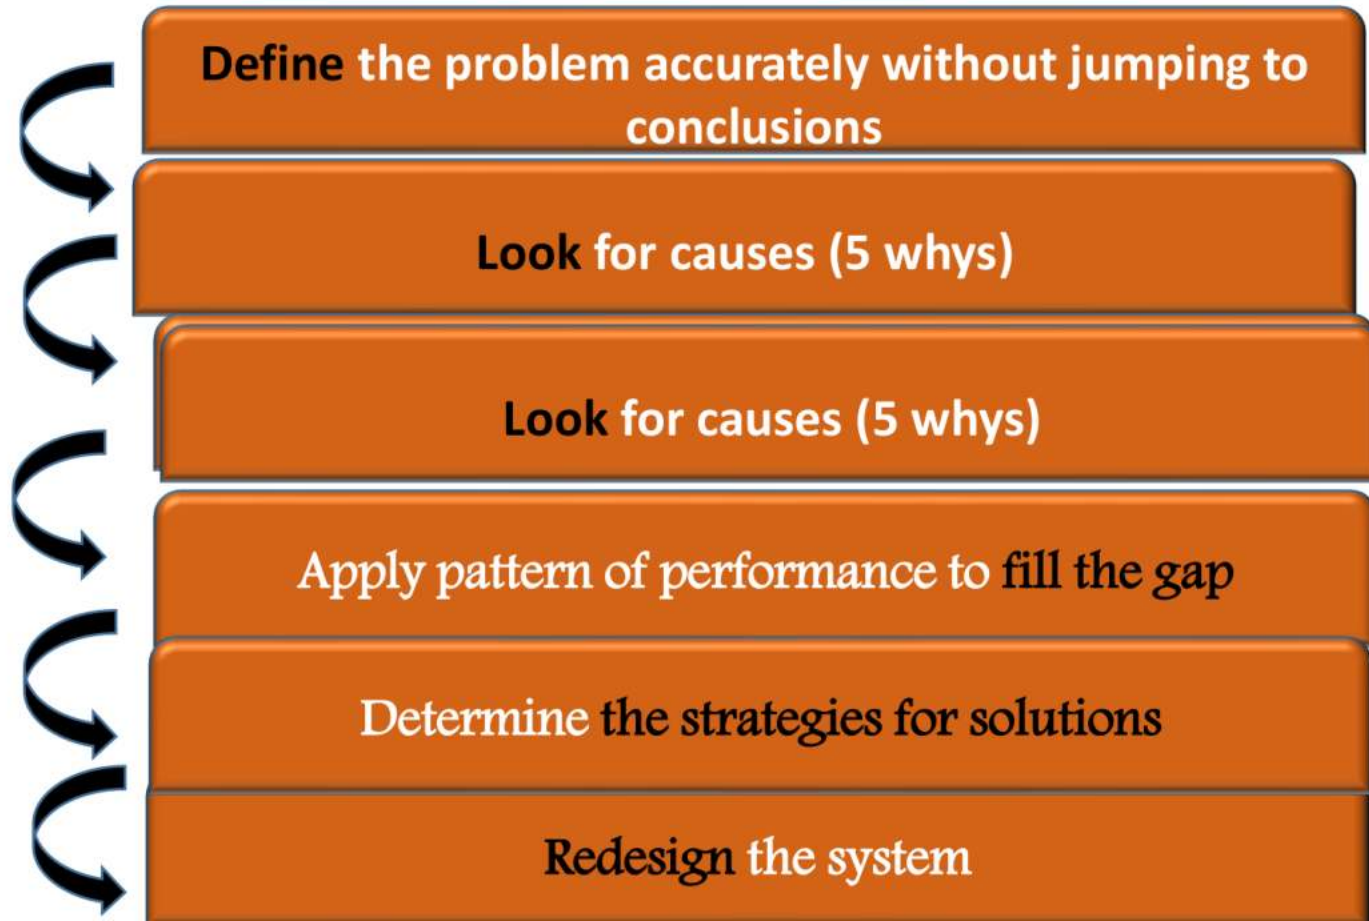 Define the problem accurately without jumping to
conclusions
Look for causes (5 whys)
Look for causes (5 whys)
Apply pattern of performance to fill the gap
Determine the strategies for solutions
Redesign the system